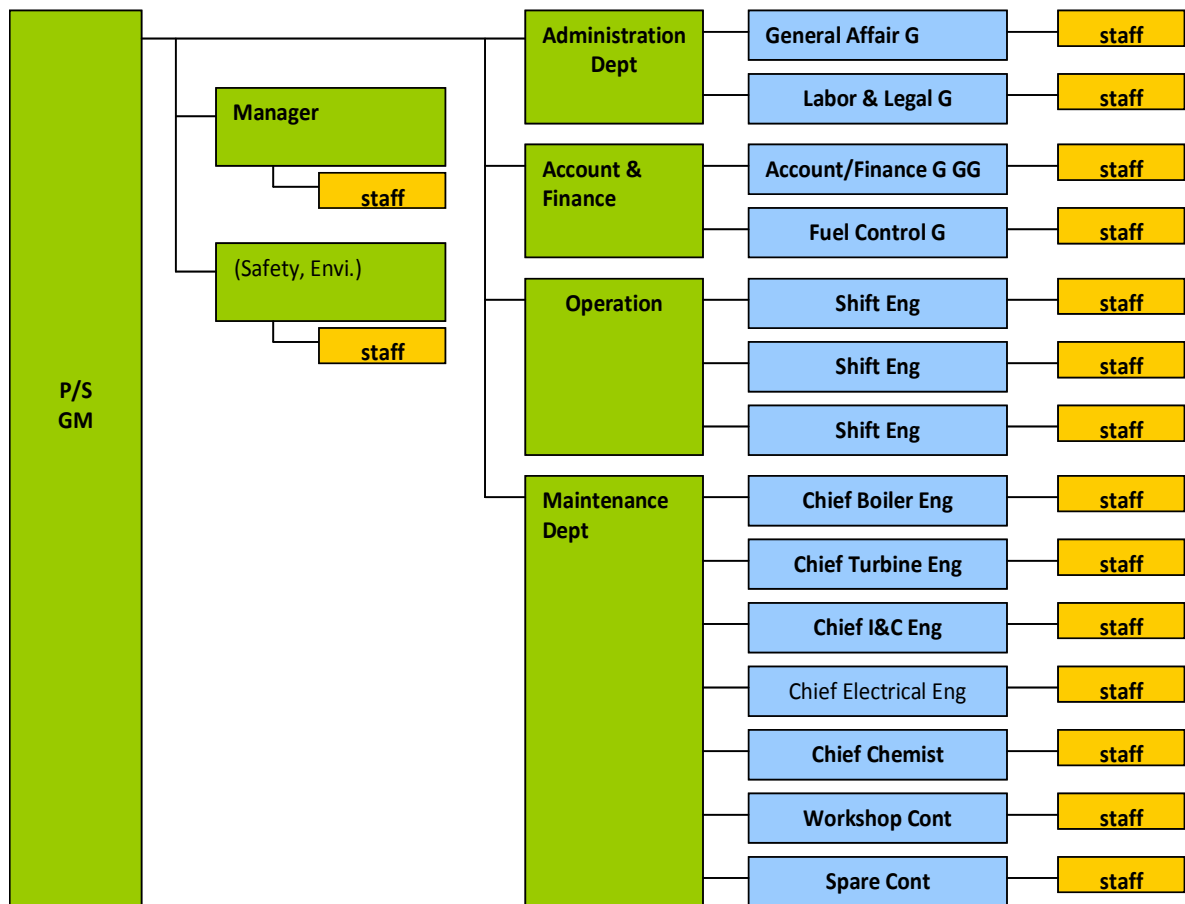 P/S
GM
Manager
staff
(Safety, Envi.)
staff
Administration
Dept
General Affair G
staff
Labor & Legal G
staff
Account &
Finance
Account/Finance G GG
staff
Fuel Control G
staff
Operation
Shift Eng
staff
Shift Eng
staff
Shift Eng
staff
Maintenance
Dept
Chief Boiler Eng
staff
Chief Turbine Eng
staff
Chief I&C Eng
staff
Chief Electrical Eng
staff
Chief Chemist
staff
Workshop Cont
staff
Spare Cont
staff